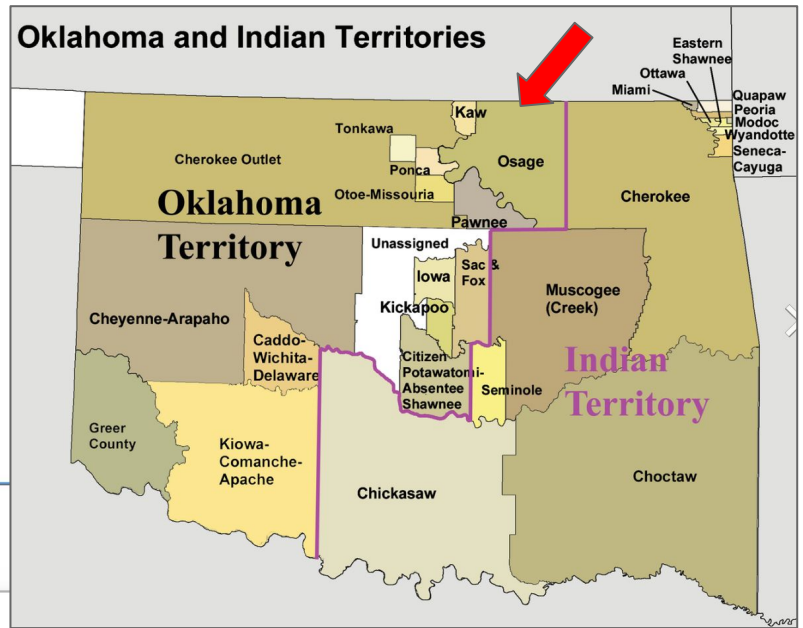 Oklahoma and Indian Territories
Eastern
Shawnee
Ottawa
Miami
Quapaw
Peoria
Modoc
Wyandotte
Seneca-
Cayuga
Kaw
Tonkawa
Cherokee Outlet
Ponca
Osage
Otoe-Missouria
Cherokee
Oklahoma
Territory
Pawnee
Unassigned
Iowa
Sac &
Fox
Kickapoo
Muscogee
(Creek)
Cheyenne-Arapaho
Caddo-
Wichita-
Delaware
Citizen
Potawatomi-
Absentee
Shawnee
Seminole
Indian
Territory
Greer
County
Kiowa-
Comanche-
Apache
Chickasaw
Choctaw